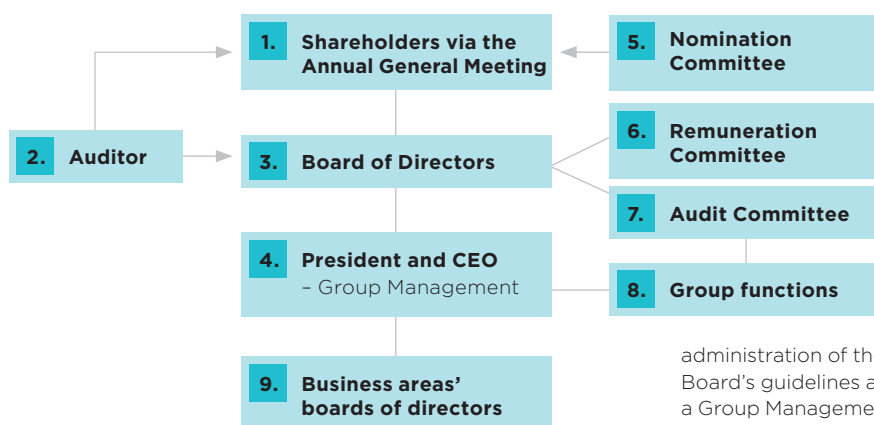 1. Shareholders via the
Annual General Meeting
5. Nomination
Committee
2. Auditor
3. Board of Directors
6. Remuneration
Committee
7. Audit Committee
4. President and CEO
– Group Management
8. Group functions
9. Business areas’
boards of directors
administration of th
Board’s guidelines a
a Group Manageme